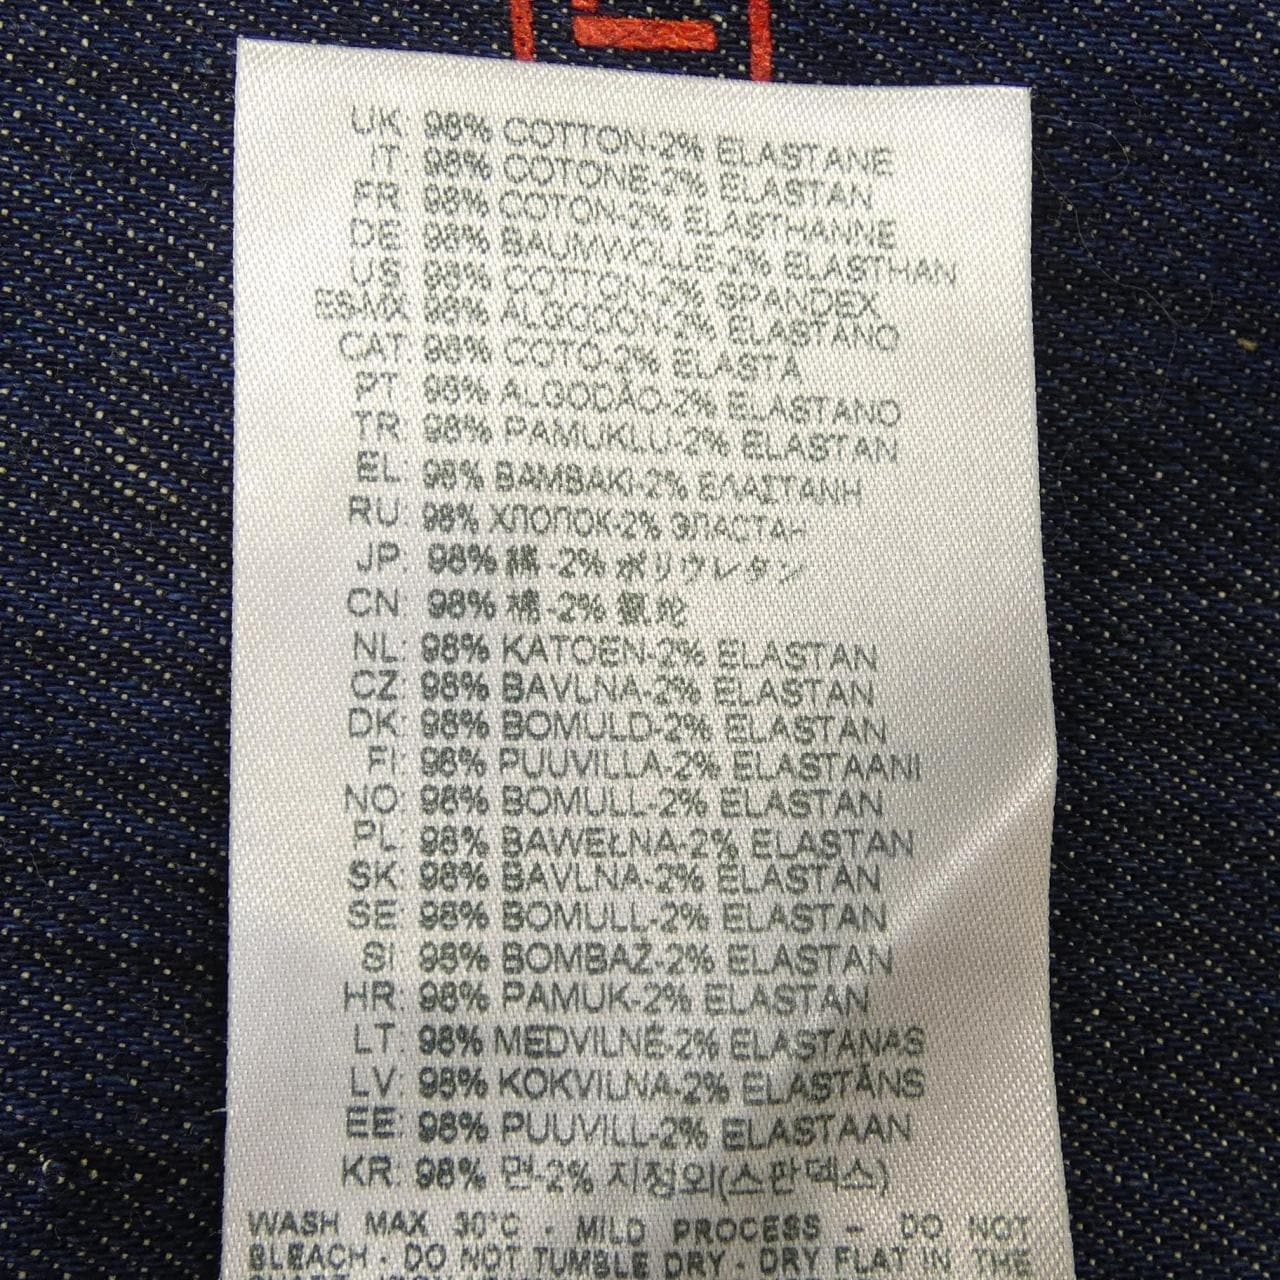 UK: 98% COTTON-2% ELASTANE
IT: 98% COTONE-2% ELASTAN
FR: 98% COTON-2% ELASTHANNE
DE: 98% BAUMWOLLE-2% ELASTHAN
US: 98% COTTON-2% SPANDEX
ES-MX: 98% ALGODON-2% ELASTANO
CAT: 98% COTO-2% ELASTA
PT: 98% ALGODÃO-2% ELASTANO
TR: 98% PAMUKLU-2% ELASTAN
EL: 98% BAMBAKI-2% ΕΛΑΣΤΑΝΗ
RU: 98% ХЛОПОК-2% ЭЛАСТАН
JP: 98% 綿-2% ポリウレタン
CN: 98% 棉-2% 氨纶
NL: 98% KATOEN-2% ELASTAN
CZ: 98% BAVLNA-2% ELASTAN
DK: 98% BOMULD-2% ELASTAN
FI: 98% PUUVILLA-2% ELASTAANI
NO: 98% BOMULL-2% ELASTAN
PL: 98% BAWEŁNA-2% ELASTAN
SK: 98% BAVLNA-2% ELASTAN
SE: 98% BOMULL-2% ELASTAN
SI: 98% BOMBAŽ-2% ELASTAN
HR: 98% PAMUK-2% ELASTAN
LT: 98% MEDVILNĖ-2% ELASTANAS
LV: 98% KOKVILNA-2% ELASTĀNS
EE: 98% PUUVILL-2% ELASTAAN
KR: 98% 면-2% 지정외(스판덱스)
WASH MAX 30°C - MILD PROCESS - DO NOT
BLEACH - DO NOT TUMBLE DRY - DRY FLAT IN THE